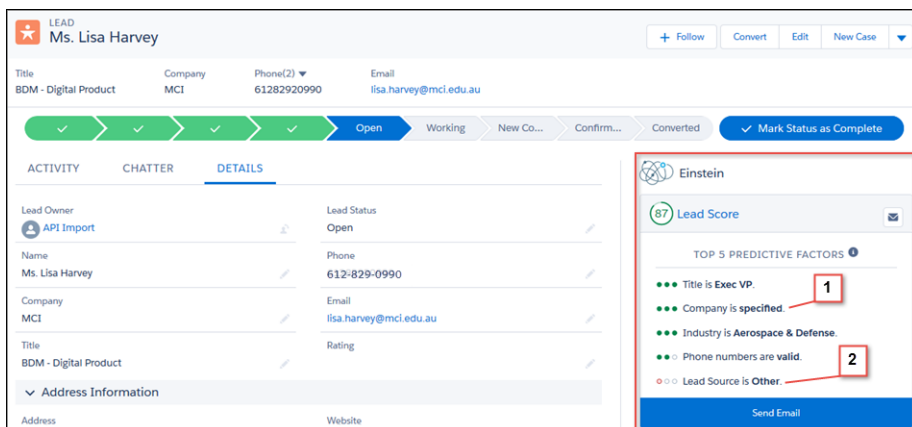 LEAD
Ms. Lisa Harvey
+ Follow
Convert
Edit
New Case
Title
Company
Phone(2)
Email
BDM - Digital Product
MCI
61282920990
lisa.harvey@mci.edu.au
Open
Working
New Co...
Confirm...
Converted
Mark Status as Complete
ACTIVITY
CHATTER
DETAILS
Lead Owner
API Import
Lead Status
Open
Name
Ms. Lisa Harvey
Phone
612-829-0990
Company
MCI
Email
lisa.harvey@mci.edu.au
Title
BDM - Digital Product
Rating
Address Information
Address
Website
Einstein
87
Lead Score
TOP 5 PREDICTIVE FACTORS
Title is Exec VP.
1
Company is specified.
Industry is Aerospace & Defense.
Phone numbers are valid.
2
Lead Source is Other.
Send Email